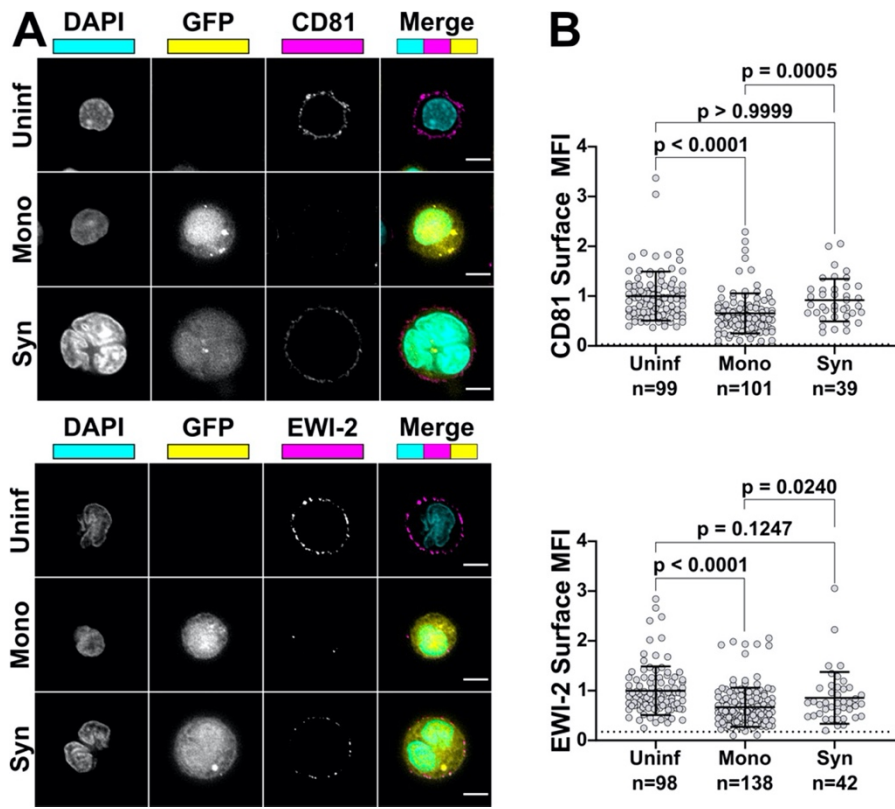 A
DAPI GFP CD81 Merge
Uninf
Mono
Syn
DAPI GFP EWI-2 Merge
Uninf
Mono
Syn
B
p = 0.0005
p > 0.9999
p < 0.0001
CD81 Surface MFI
4
3
2
1
0
Uninf Mono Syn
n=99 n=101 n=39
p = 0.0240
p = 0.1247
p < 0.0001
EWI-2 Surface MFI
4
3
2
1
0
Uninf Mono Syn
n=98 n=138 n=42